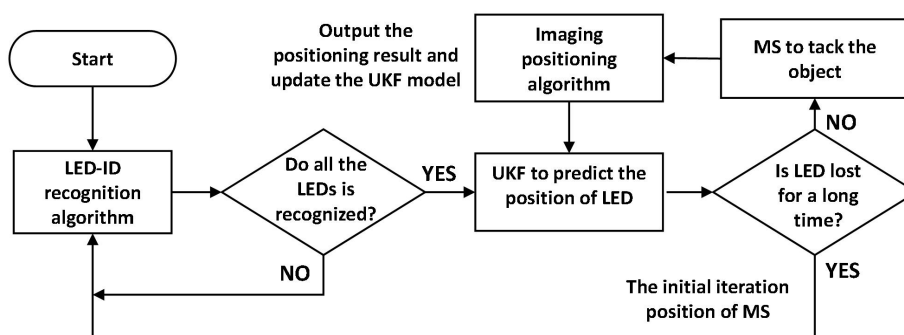 Start
LED-ID
recognition
algorithm
Do all the
LEDs is
recognized?
YES
NO
Output the
positioning result and
update the UKF model
Imaging
positioning
algorithm
UKF to predict the
position of LED
MS to tack the
object
NO
Is LED lost
for a long
time?
YES
The initial iteration
position of MS